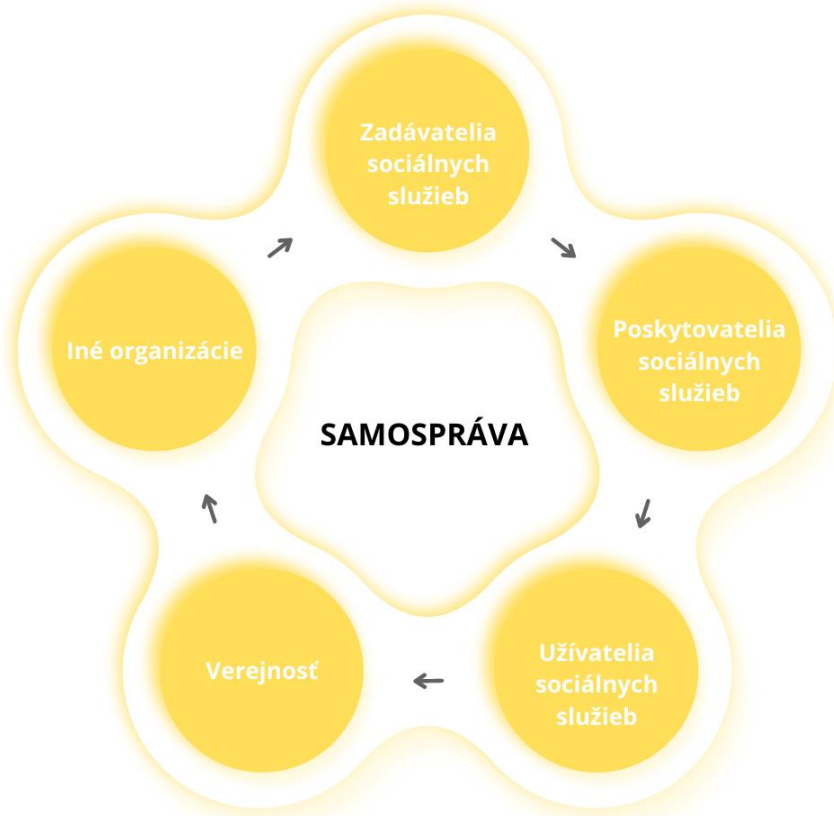 Zadávatelia
sociálnych
služieb
Poskytovatelia
sociálnych
služieb
Užívatelia
sociálnych
služieb
Verejnosť
Iné organizácie
SAMOSPRÁVA